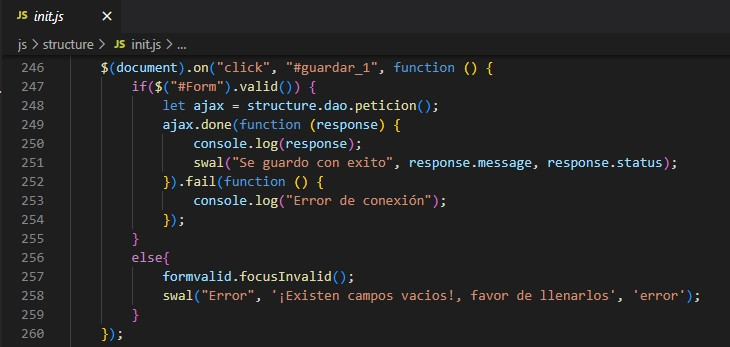 JS init.js ×
js > structure > JS init.js > ...
246 $(document).on("click", "#guardar_1", function () {
247 if($("#Form").valid()) {
248 let ajax = structure.dao.peticion();
249 ajax.done(function (response) {
250 console.log(response);
251 swal("Se guardo con exito", response.message, response.status);
252 }).fail(function () {
253 console.log("Error de conexión");
254 });
255 }
256 else{
257 formvalid.focusInvalid();
258 swal("Error", '¡Existen campos vacios!, favor de llenarlos', 'error');
259 }
260 });